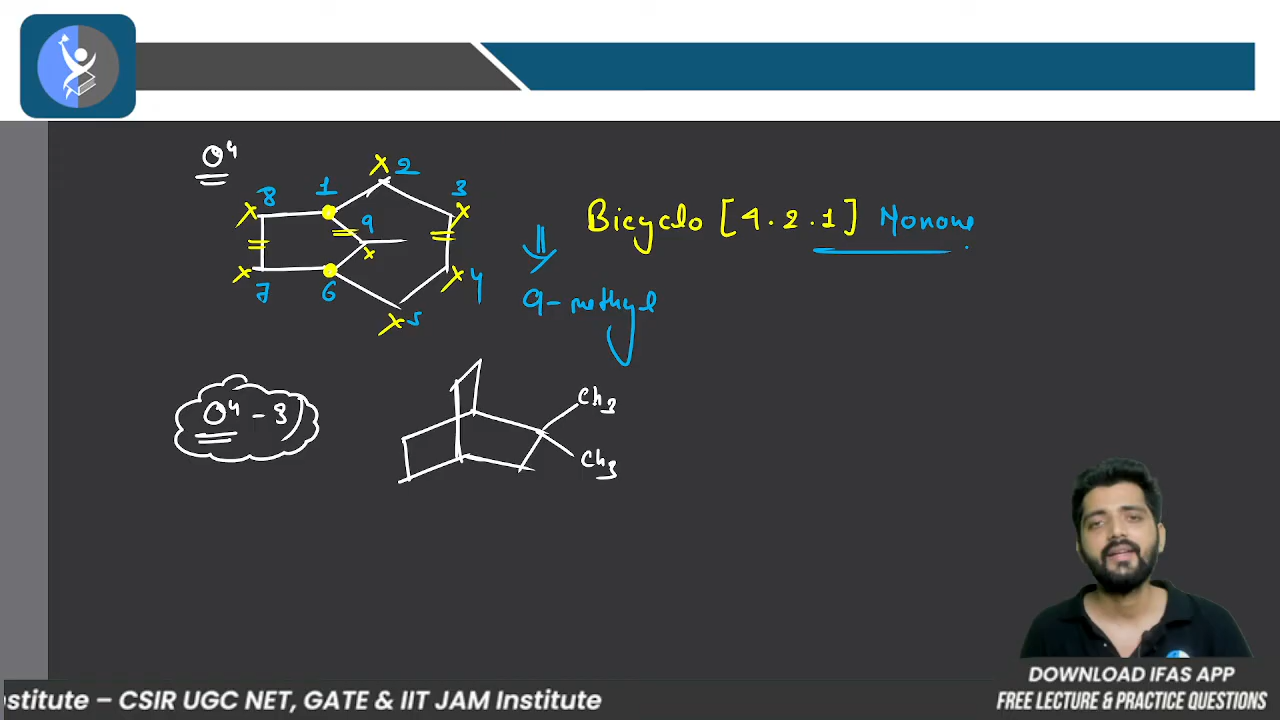 Q4
8 1 X 2 3
X 9 X
X X Y 4
7 6 X 5
Bicyclo [4.2.1] Nonane
9-methyl
Q4 - 3)
CH3
CH3
DOWNLOAD IFAS APP
FREE LECTURE & PRACTICE QUESTIONS
stitute – CSIR UGC NET, GATE & IIT JAM Institute